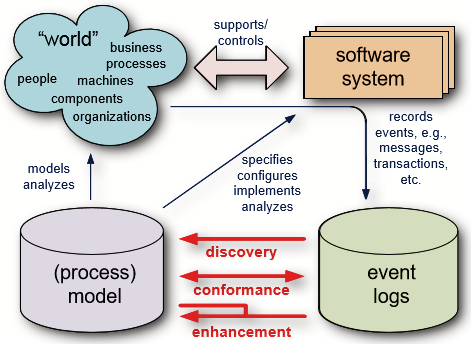 “world”
business
processes
people
machines
components
organizations
supports/
controls
software
system
records
events, e.g.,
messages,
transactions,
etc.
models
analyzes
specifies
configures
implements
analyzes
(process)
model
discovery
conformance
enhancement
event
logs